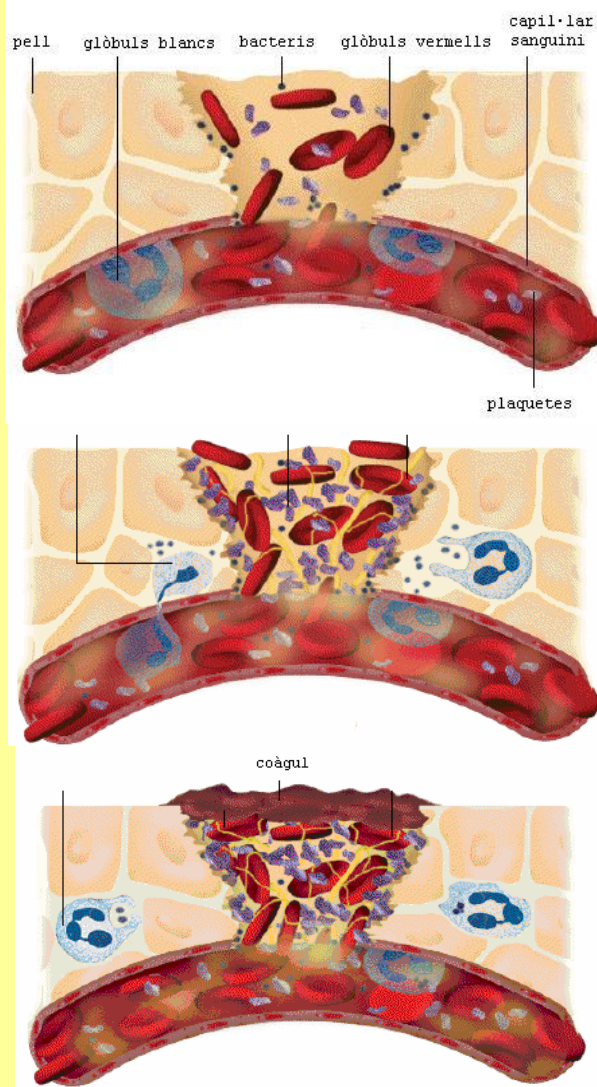 capil·lar
pell glòbuls blancs bacteris glòbuls vermells sanguini
plaquetes
coàgul